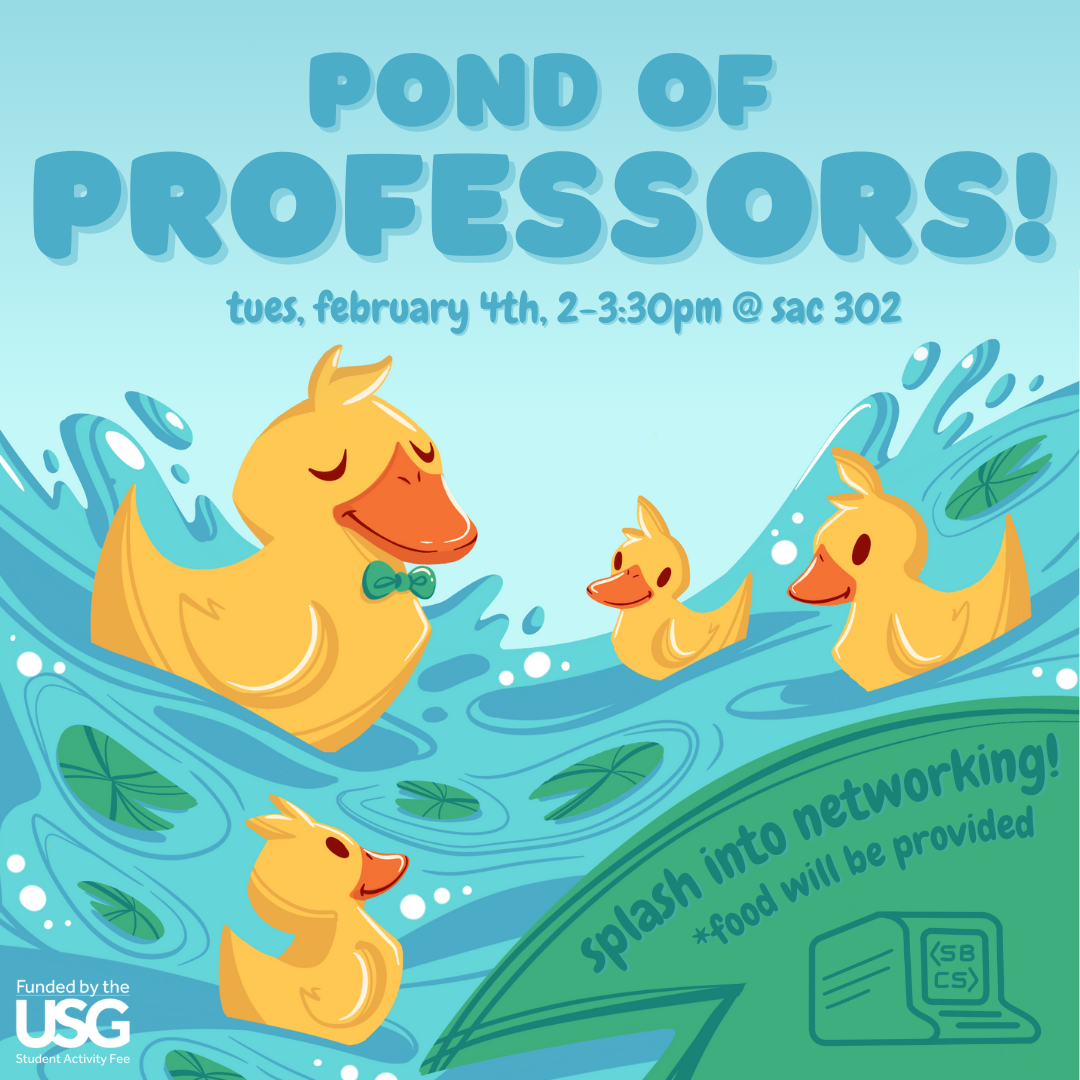 POND OF
PROFESSORS!
tues, february 4th, 2-3:30pm @ sac 302
splash into networking!
*food will be provided
<SB
CS>
Funded by the
USG
Student Activity Fee